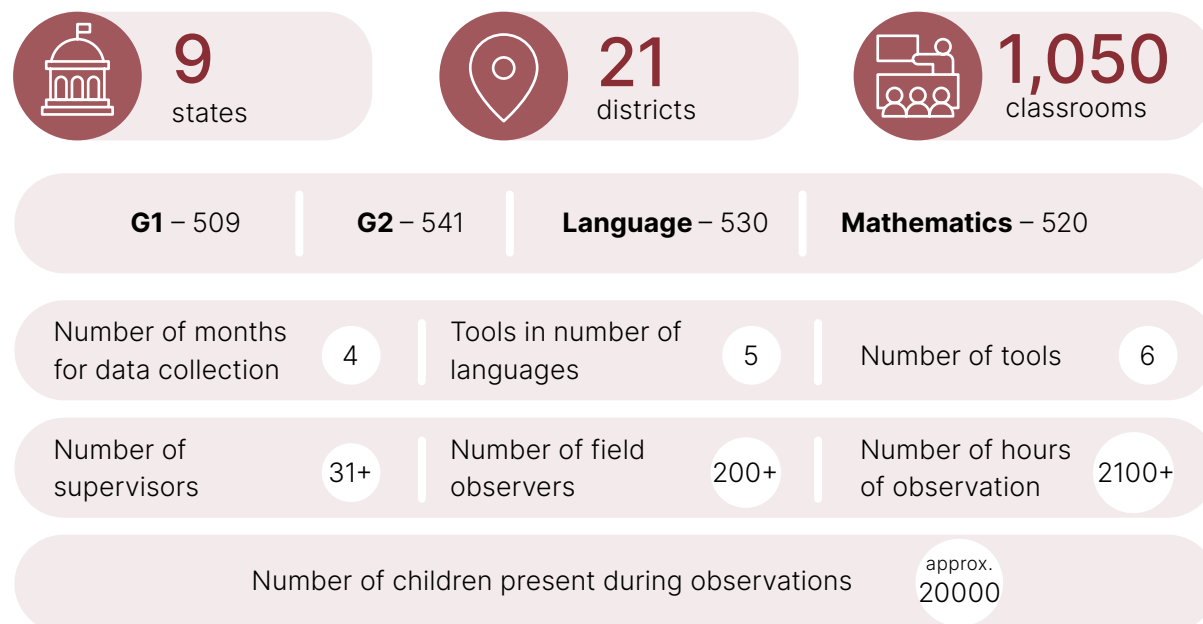 9
states
21
districts
1,050
classrooms
G1 – 509
G2 – 541
Language – 530
Mathematics – 520
Number of months
for data collection
4
Tools in number of
languages
5
Number of tools
6
Number of
supervisors
31+
Number of field
observers
200+
Number of hours
of observation
2100+
Number of children present during observations
approx.
20000